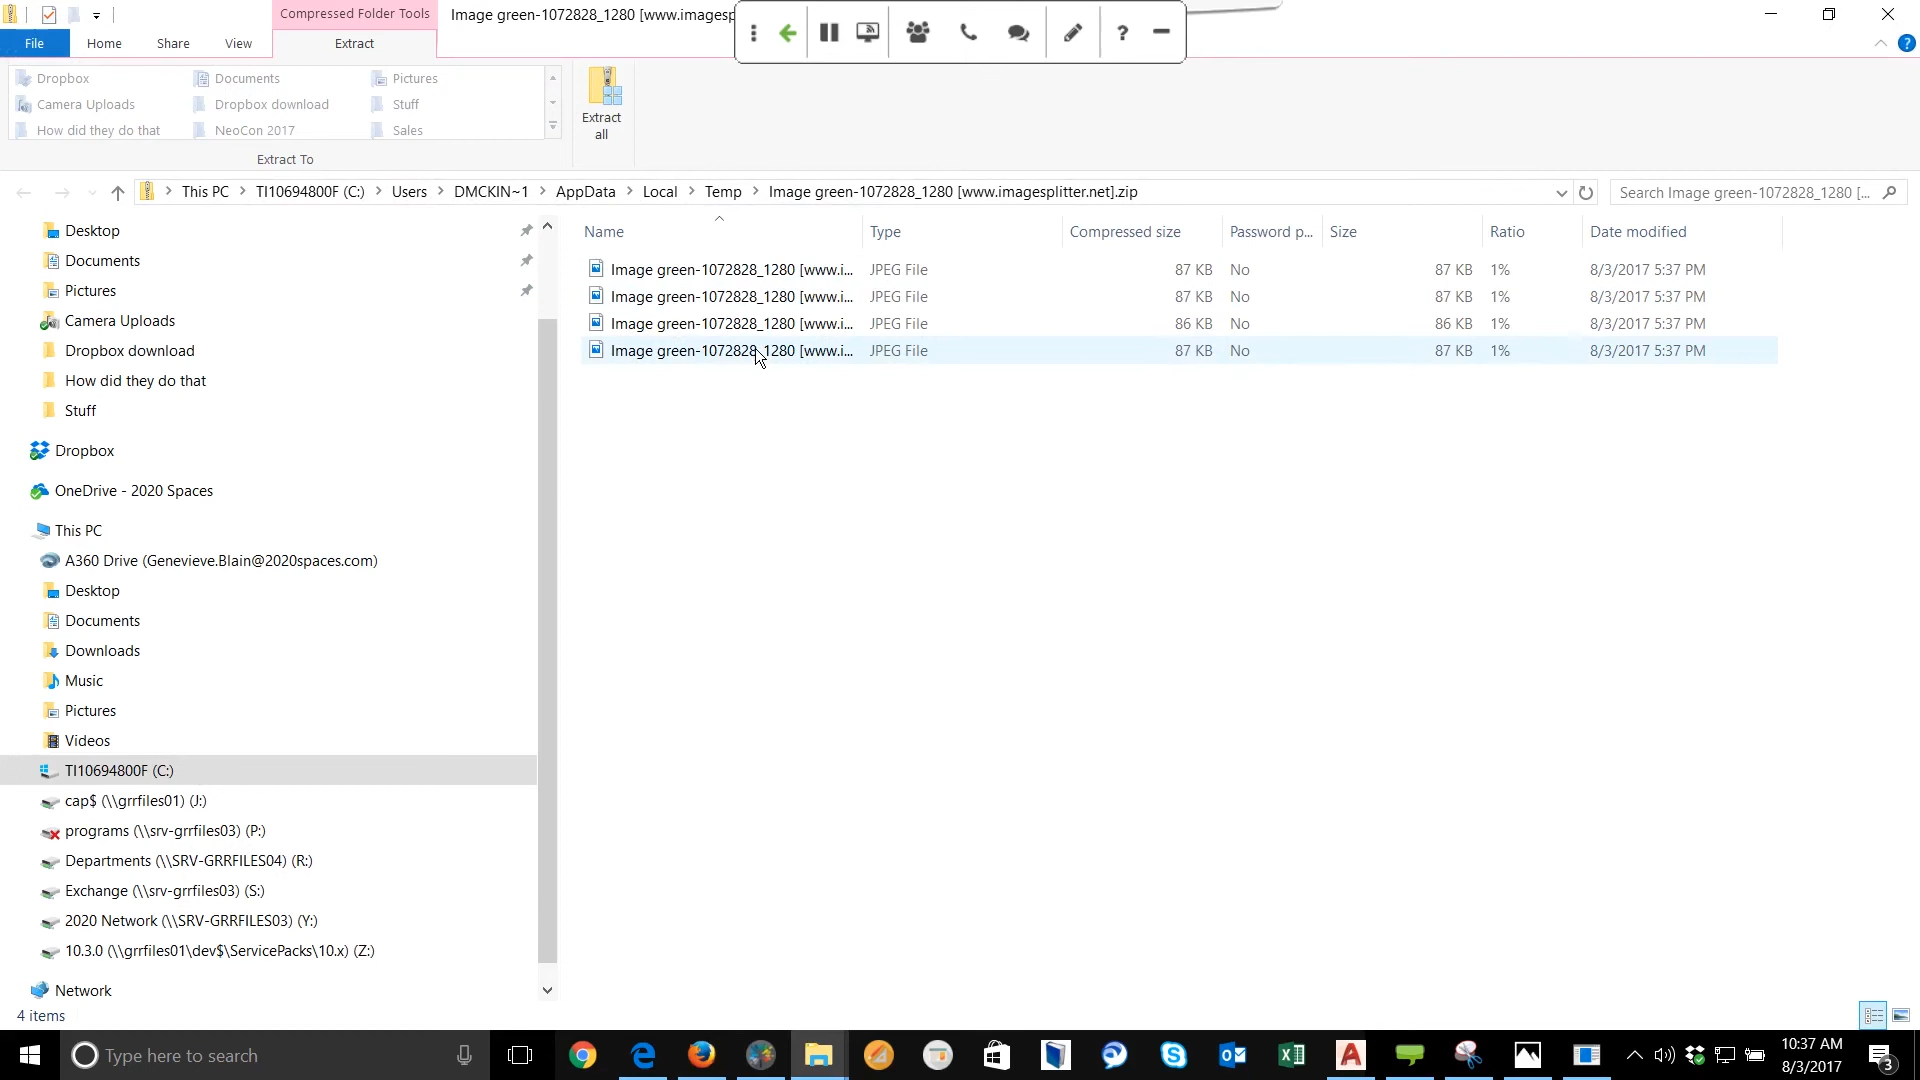 Compressed Folder Tools
Image green-1072828_1280 [www.imagesp
File
Home
Share
View
Extract
?
?
Dropbox
Documents
Pictures
Camera Uploads
Dropbox download
Stuff
How did they do that
NeoCon 2017
Sales
Extract
all
Extract To
This PC
TI10694800F (C:)
Users
DMCKIN~1
AppData
Local
Temp
Image green-1072828_1280 [www.imagesplitter.net].zip
Search Image green-1072828_1280 [...
Name
Type
Compressed size
Password p...
Size
Ratio
Date modified
Image green-1072828_1280 [www.i... JPEG File 87 KB No 87 KB 1% 8/3/2017 5:37 PM
Image green-1072828_1280 [www.i... JPEG File 87 KB No 87 KB 1% 8/3/2017 5:37 PM
Image green-1072828_1280 [www.i... JPEG File 86 KB No 86 KB 1% 8/3/2017 5:37 PM
Image green-1072828_1280 [www.i... JPEG File 87 KB No 87 KB 1% 8/3/2017 5:37 PM
Desktop
Documents
Pictures
Camera Uploads
Dropbox download
How did they do that
Stuff
Dropbox
OneDrive - 2020 Spaces
This PC
A360 Drive (Genevieve.Blain@2020spaces.com)
Desktop
Documents
Downloads
Music
Pictures
Videos
TI10694800F (C:)
cap$ (\\grrfiles01) (J:)
programs (\\srv-grrfiles03) (P:)
Departments (\\SRV-GRRFILES04) (R:)
Exchange (\\srv-grrfiles03) (S:)
2020 Network (\\SRV-GRRFILES03) (Y:)
10.3.0 (\\grrfiles01\dev$\ServicePacks\10.x) (Z:)
Network
4 items
Type here to search
10:37 AM
8/3/2017
3